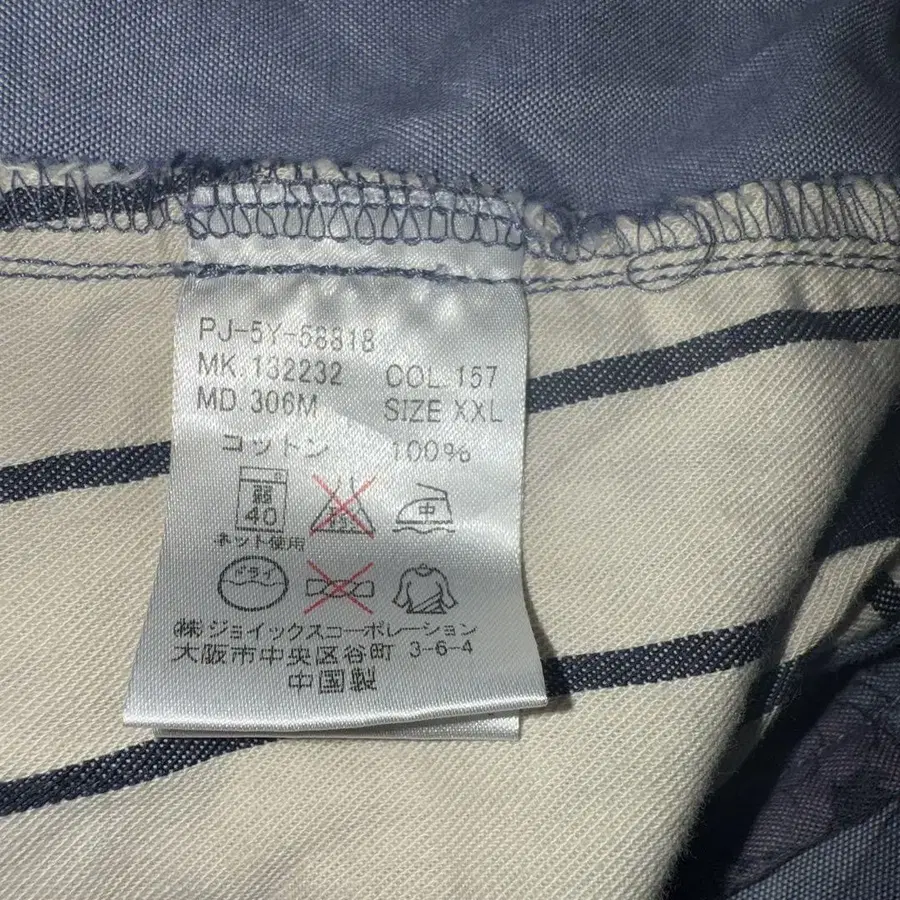 PJ-5Y-58818
MK.132232 COL.157
MD.306M SIZE XXL
コットン 100%
弱 中
40
ネット使用
ドライ
㈱ジョイックスコーポレーション
大阪市中央区谷町 3-6-4
中国製